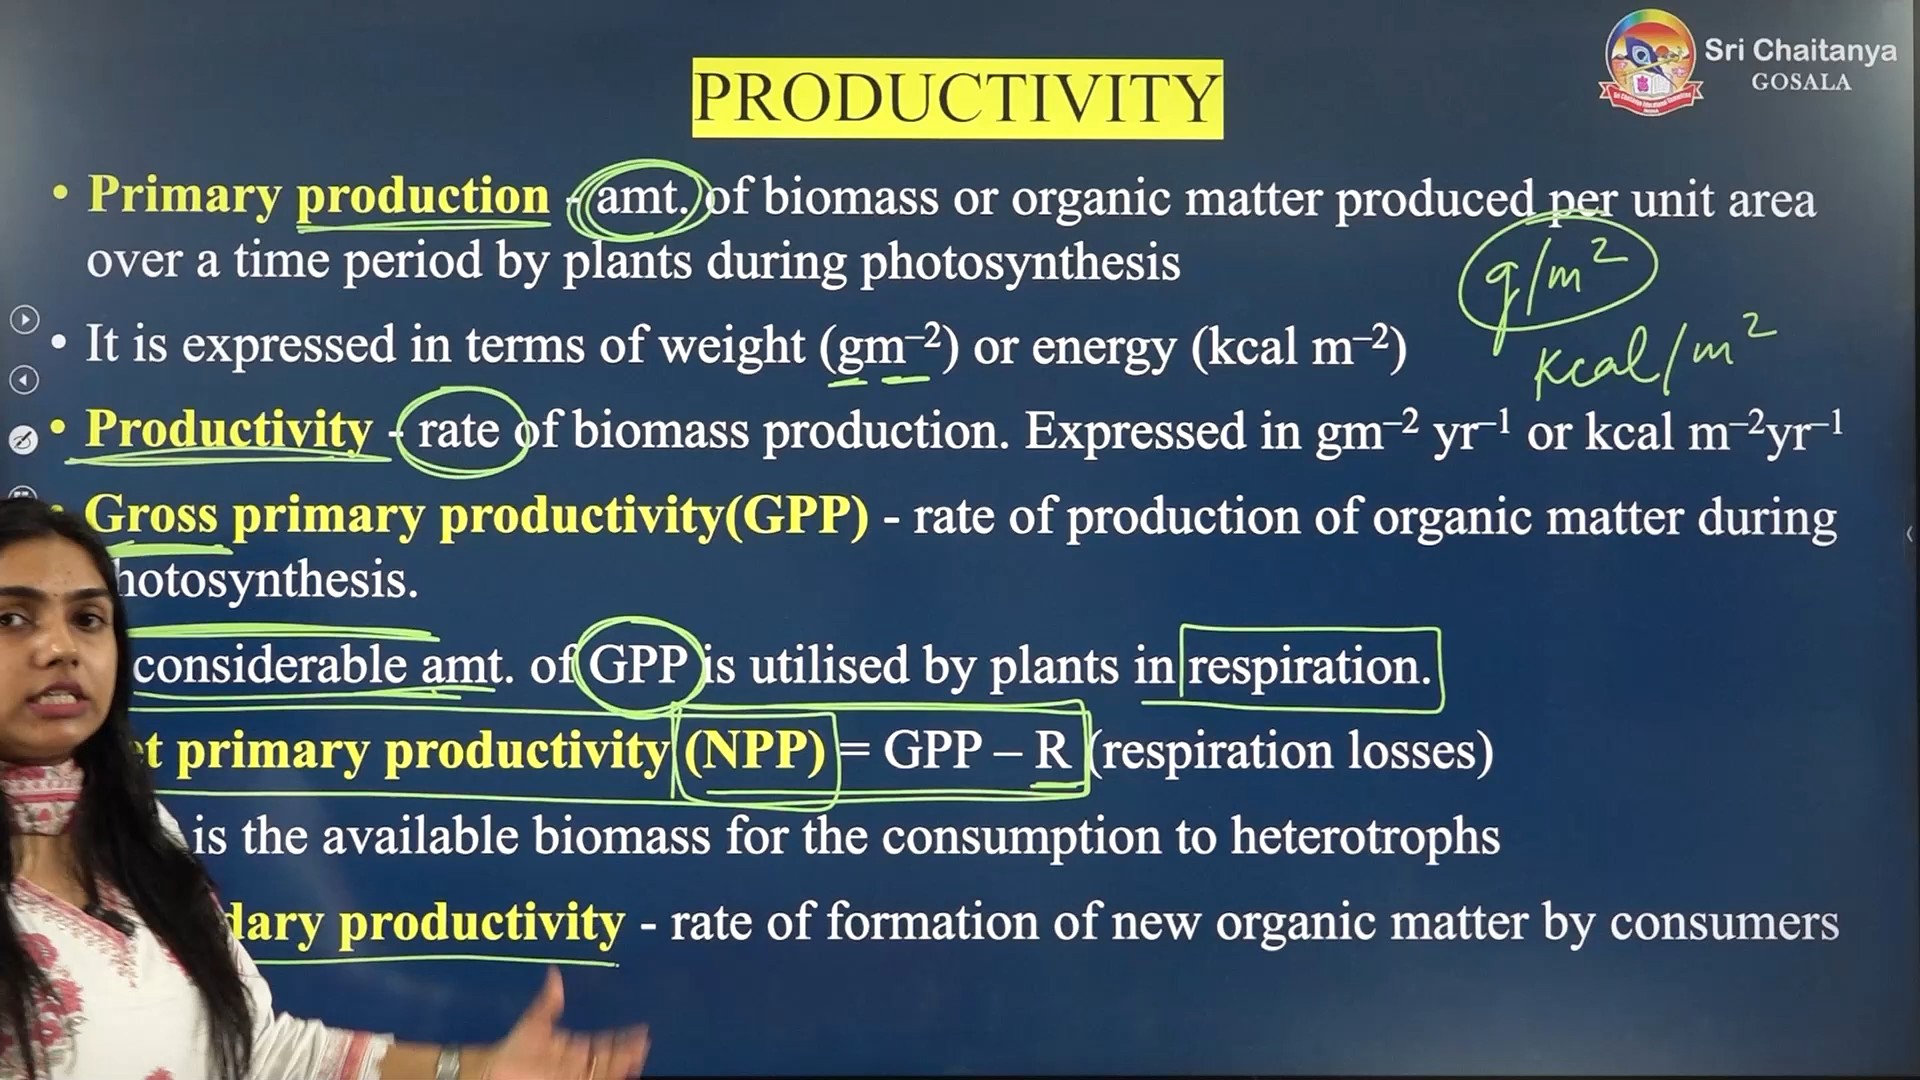 Sri Chaitanya
GOSALA
PRODUCTIVITY
• Primary production - amt. of biomass or organic matter produced per unit area
over a time period by plants during photosynthesis
g/m²
• It is expressed in terms of weight (gm⁻²) or energy (kcal m⁻²)
Kcal/m²
• Productivity - rate of biomass production. Expressed in gm⁻² yr⁻¹ or kcal m⁻²yr⁻¹
• Gross primary productivity(GPP) - rate of production of organic matter during
hotosynthesis.
considerable amt. of GPP is utilised by plants in respiration.
t primary productivity (NPP) = GPP – R (respiration losses)
is the available biomass for the consumption to heterotrophs
dary productivity - rate of formation of new organic matter by consumers